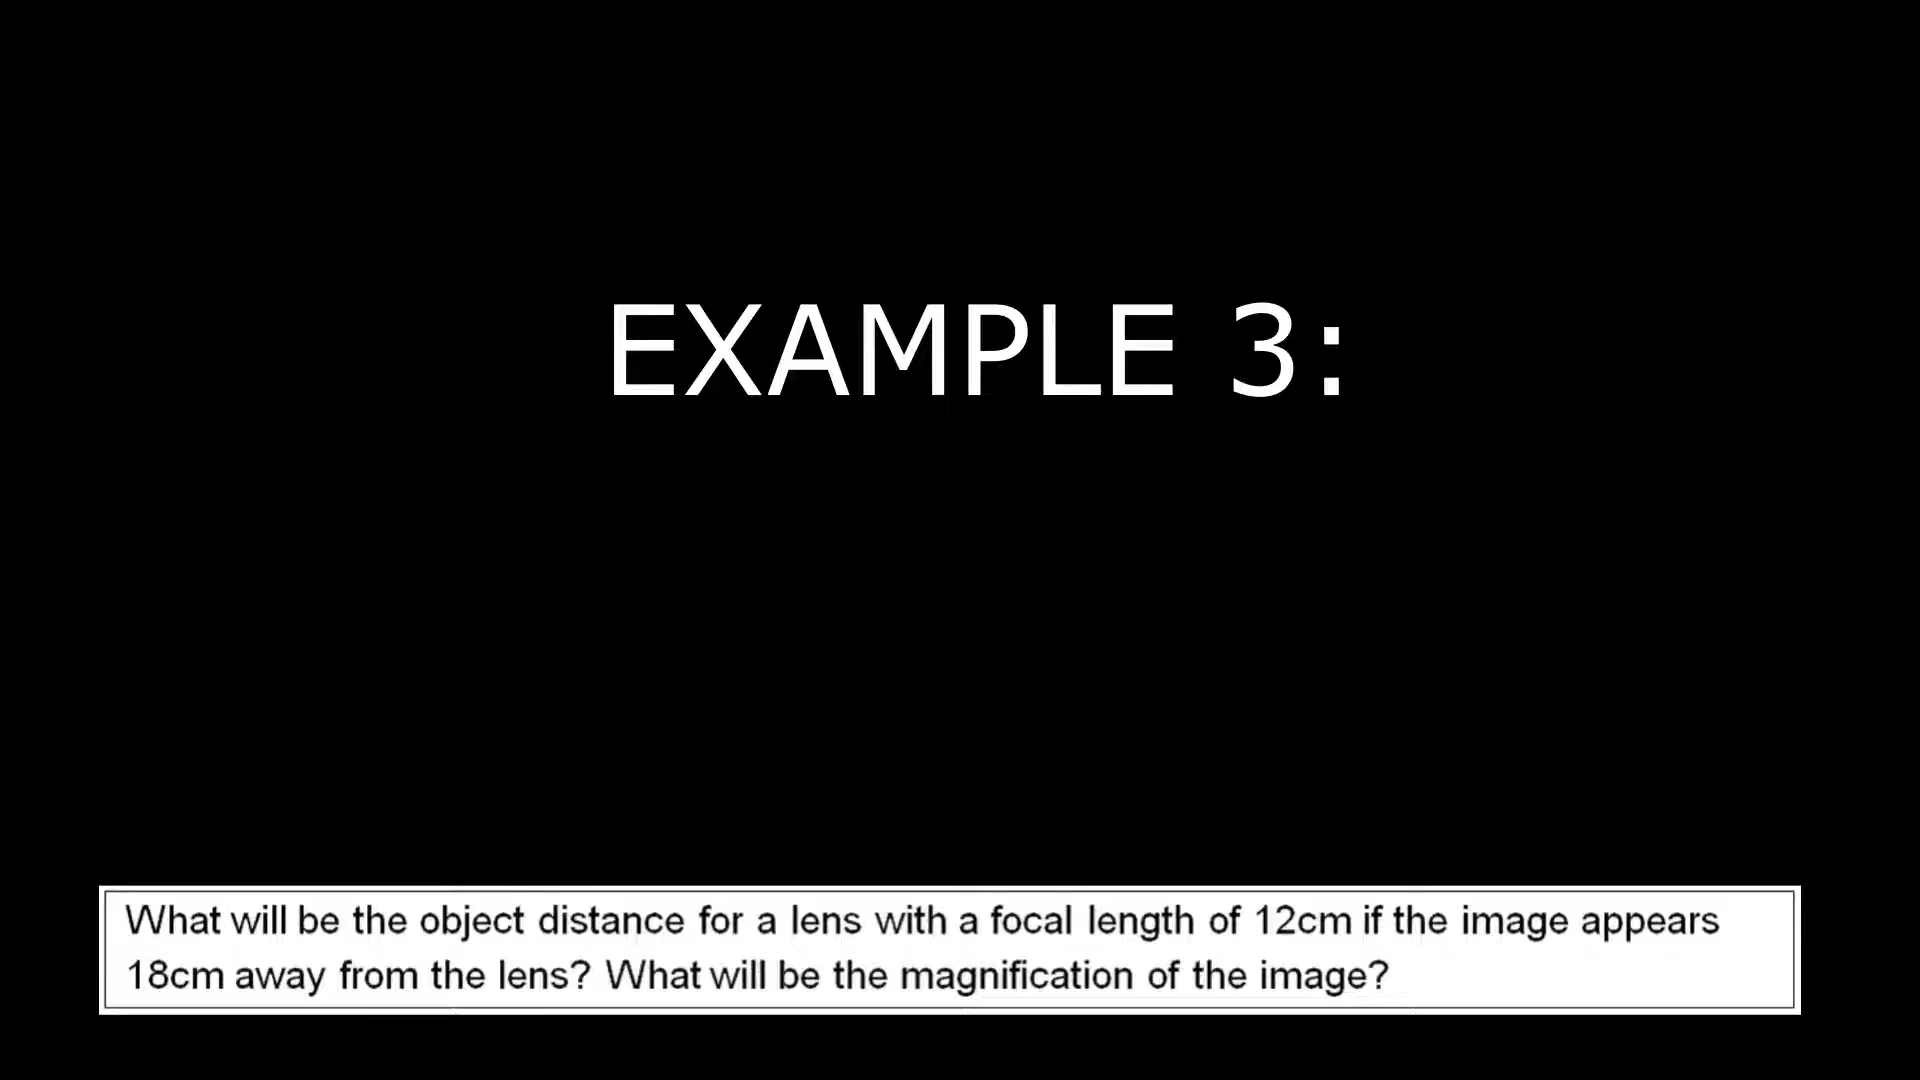 EXAMPLE 3:
What will be the object distance for a lens with a focal length of 12cm if the image appears
18cm away from the lens? What will be the magnification of the image?